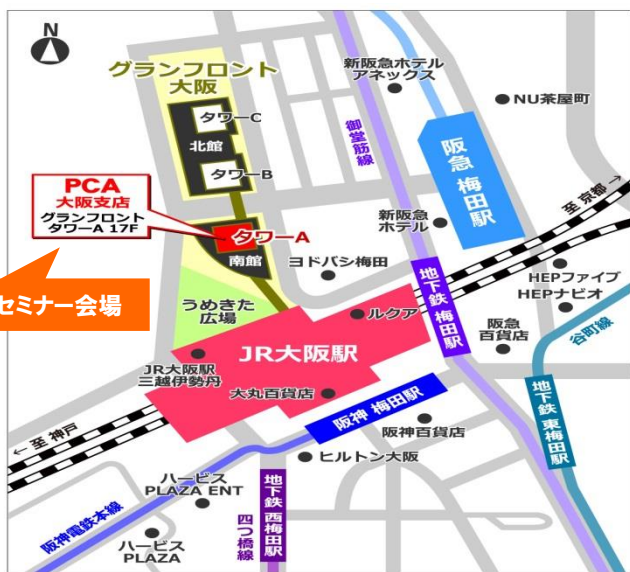 N
グランフロント
大阪
タワーC
北館
タワーB
PCA
大阪支店
グランフロント
タワーA 17F
タワーA
南館
セミナー会場
うめきた
広場
新阪急ホテル
アネックス
NU茶屋町
御堂筋線
阪急 梅田駅
至 京都→
新阪急
ホテル
ヨドバシ梅田
地下鉄 梅田駅
HEPファイブ
HEPナビオ
ルクア
阪急
百貨店
谷町線
JR大阪駅
JR大阪駅
三越伊勢丹
大丸百貨店
阪神 梅田駅
阪神百貨店
地下鉄 東梅田駅
←至 神戸
ヒルトン大阪
ハービス
PLAZA ENT
地下鉄 西梅田駅
四つ橋線
阪神電鉄本線
ハービス
PLAZA